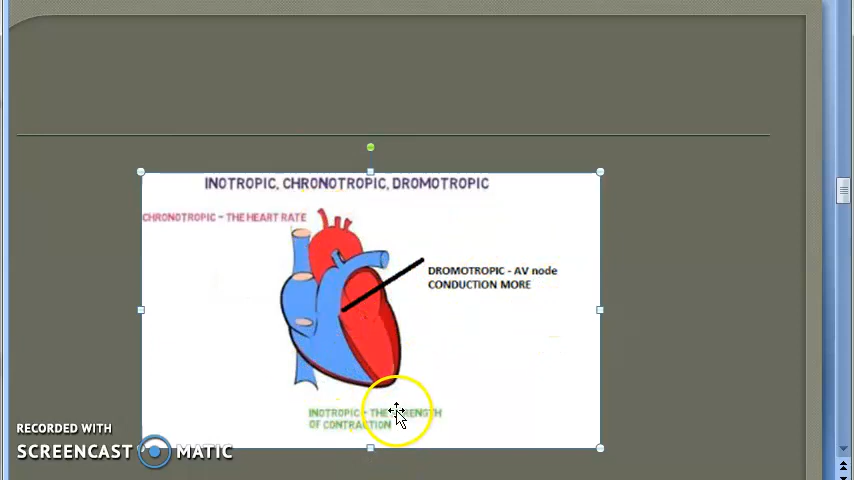 INOTROPIC, CHRONOTROPIC, DROMOTROPIC
CHRONOTROPIC - THE HEART RATE
DROMOTROPIC - AV node
CONDUCTION MORE
INOTROPIC - THE STRENGTH
OF CONTRACTION
RECORDED WITH
SCREENCAST MATIC